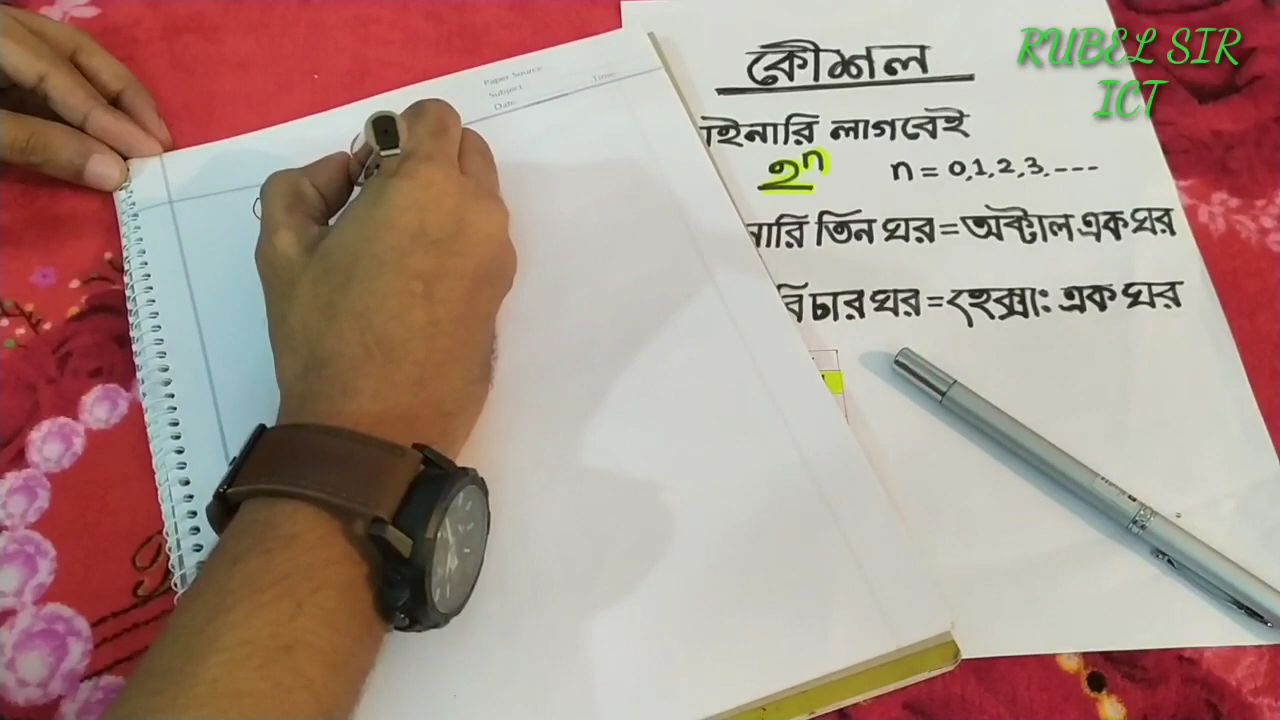 RUBEL SIR
ICT
Paper Source
Subject:
Date:
Time:
কৌশল
লাগবেই
2ⁿ n = 0,1,2,3,---
তিন ঘর = অক্টাল এক ঘর
চার ঘর = হেক্সাঃ এক ঘর